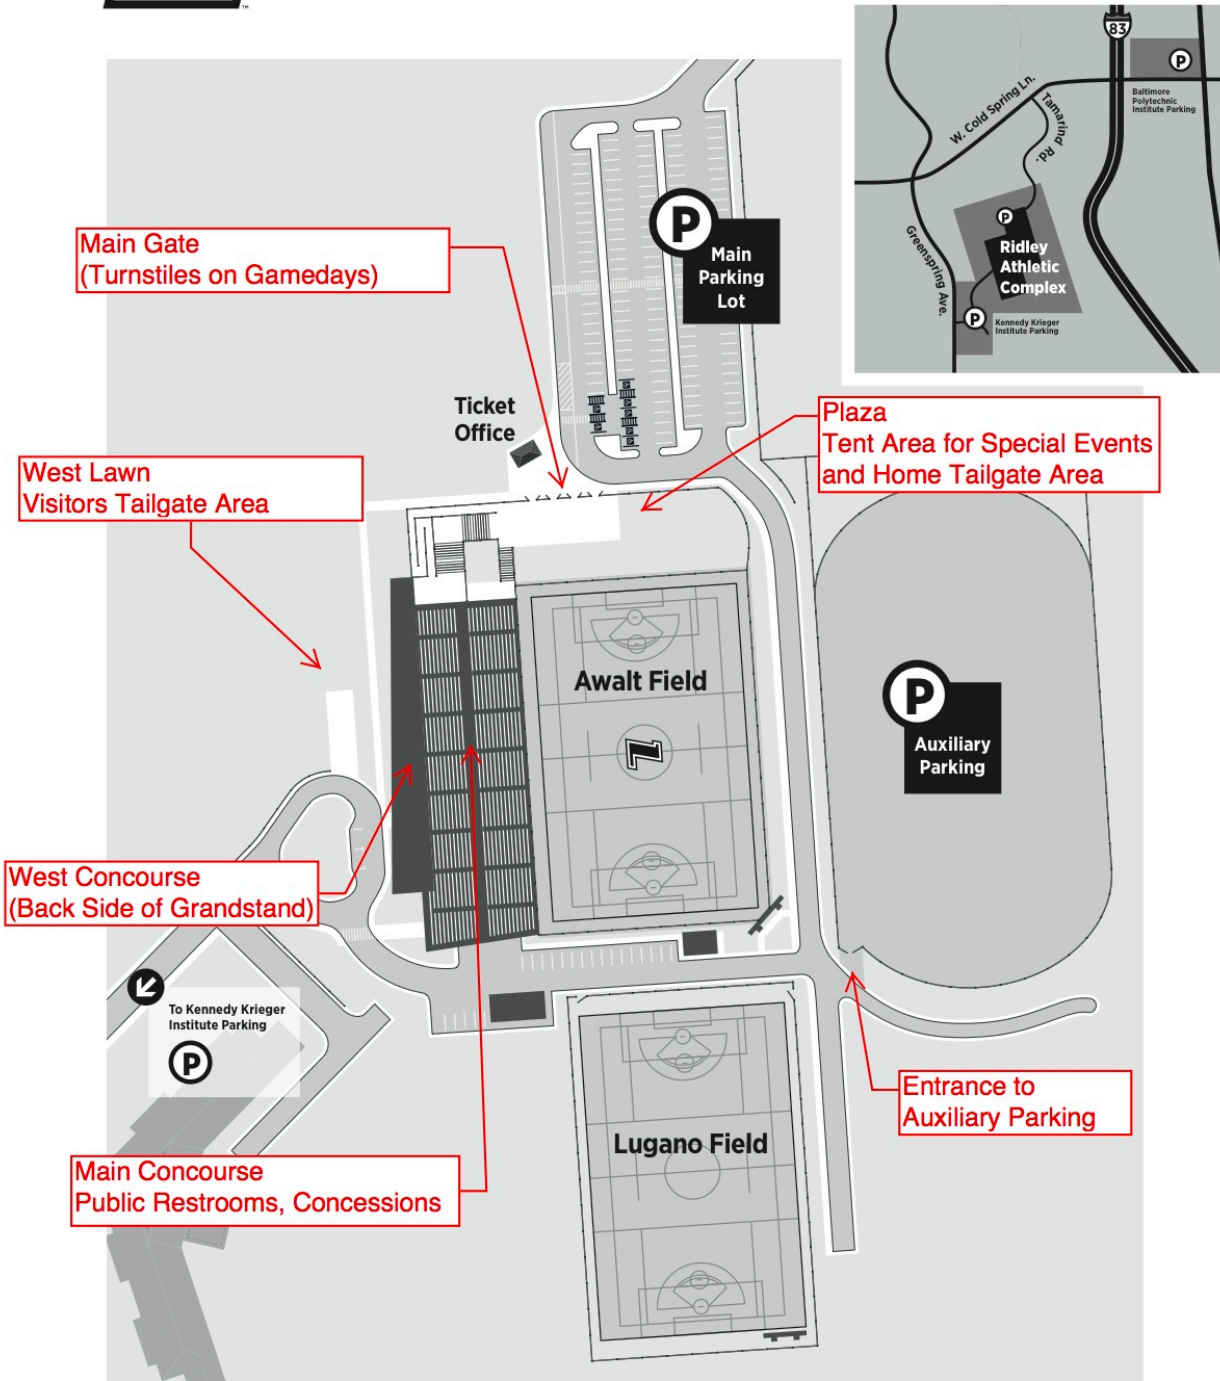 TM
83
P
W. Cold Spring Ln.
Tamarind Rd.
Baltimore
Polytechnic
Institute Parking
P
Ridley
Athletic
Complex
Greenspring Ave.
P
Kennedy Krieger
Institute Parking
Main Gate
(Turnstiles on Gamedays)
P
Main
Parking
Lot
Ticket
Office
Plaza
Tent Area for Special Events
and Home Tailgate Area
West Lawn
Visitors Tailgate Area
Awalt Field
P
Auxiliary
Parking
West Concourse
(Back Side of Grandstand)
To Kennedy Krieger
Institute Parking
P
Entrance to
Auxiliary Parking
Lugano Field
Main Concourse
Public Restrooms, Concessions